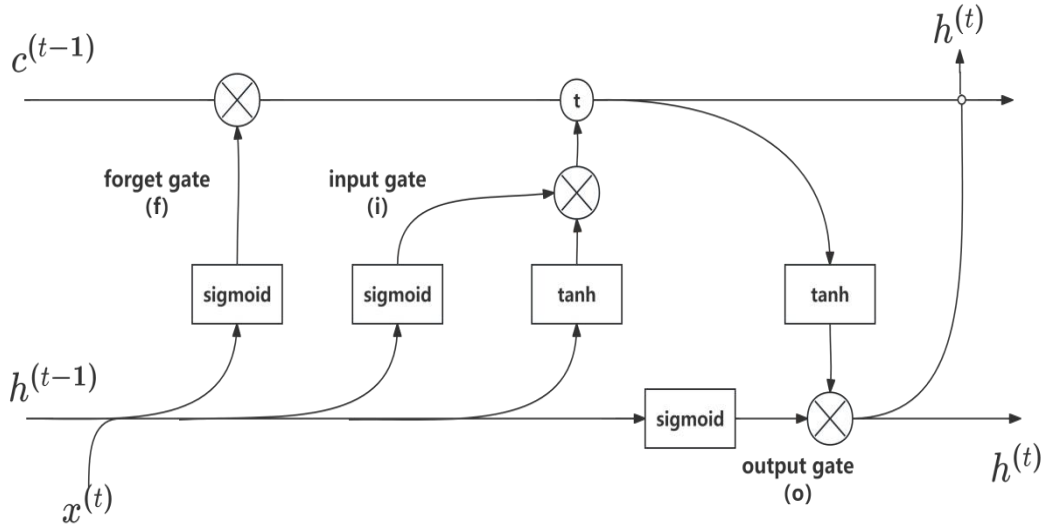 c^(t−1)
h^(t)
t
forget gate
(f)
input gate
(i)
sigmoid
sigmoid
tanh
tanh
h^(t−1)
sigmoid
output gate
(o)
h^(t)
x^(t)